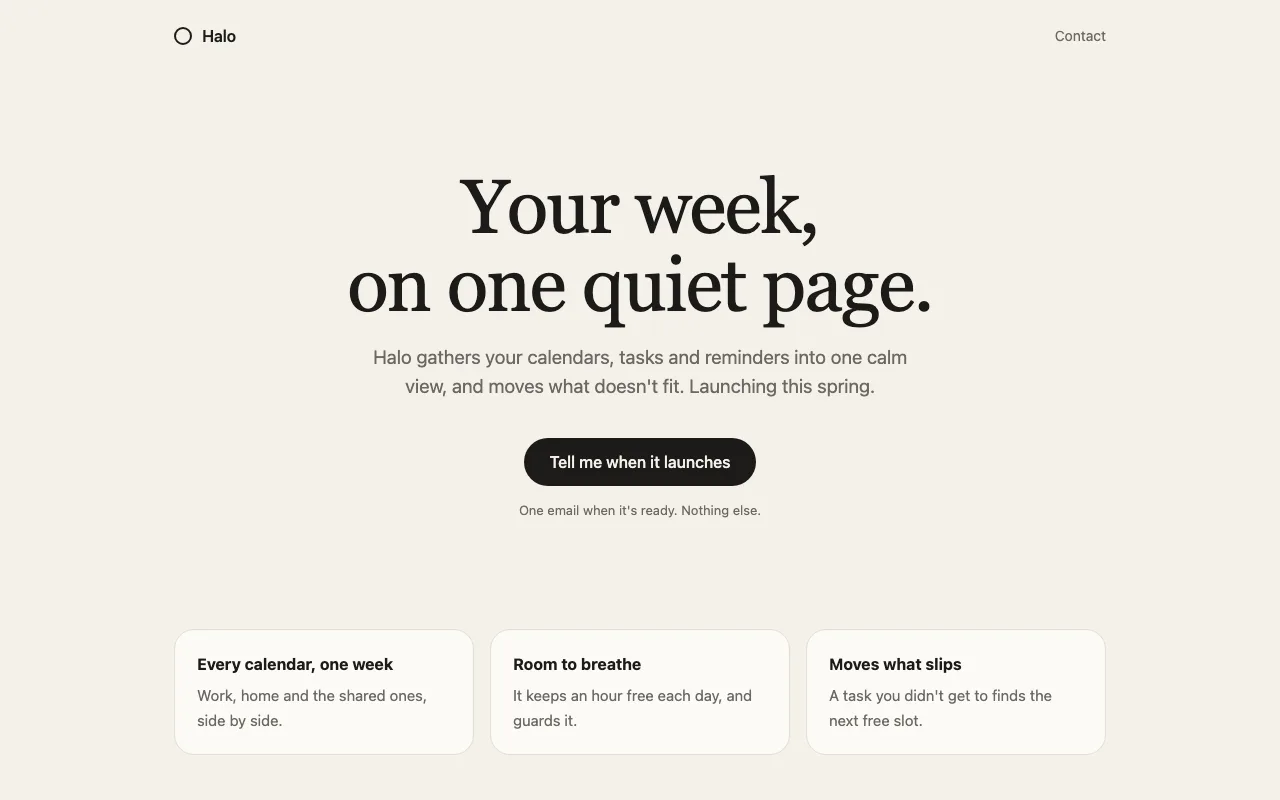 Halo
Contact
Your week,
on one quiet page.
Halo gathers your calendars, tasks and reminders into one calm
view, and moves what doesn't fit. Launching this spring.
Tell me when it launches
One email when it's ready. Nothing else.
Every calendar, one week
Work, home and the shared ones,
side by side.
Room to breathe
It keeps an hour free each day, and
guards it.
Moves what slips
A task you didn't get to finds the
next free slot.